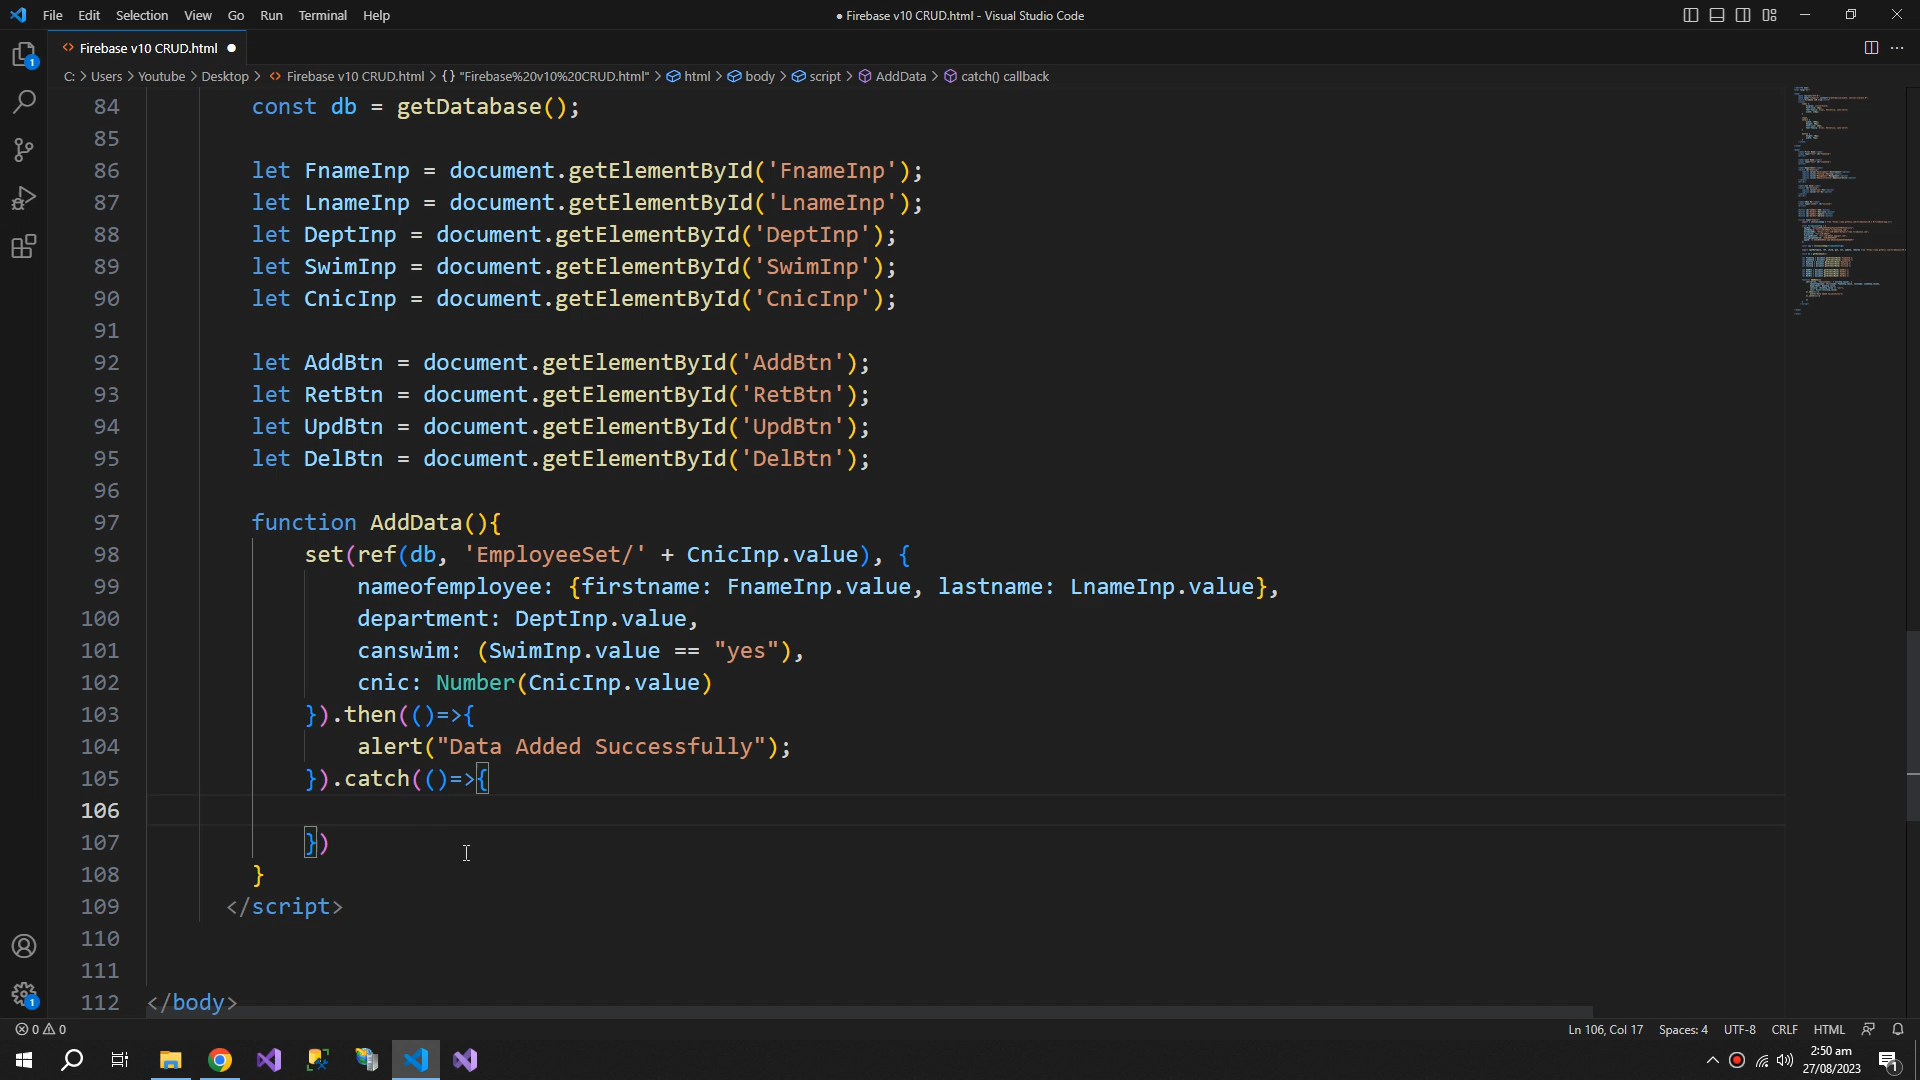 File Edit Selection View Go Run Terminal Help
● Firebase v10 CRUD.html - Visual Studio Code
<> Firebase v10 CRUD.html ●
C: > Users > Youtube > Desktop > <> Firebase v10 CRUD.html > {} "Firebase%20v10%20CRUD.html" > html > body > script > AddData > catch() callback
84 const db = getDatabase();
85
86 let FnameInp = document.getElementById('FnameInp');
87 let LnameInp = document.getElementById('LnameInp');
88 let DeptInp = document.getElementById('DeptInp');
89 let SwimInp = document.getElementById('SwimInp');
90 let CnicInp = document.getElementById('CnicInp');
91
92 let AddBtn = document.getElementById('AddBtn');
93 let RetBtn = document.getElementById('RetBtn');
94 let UpdBtn = document.getElementById('UpdBtn');
95 let DelBtn = document.getElementById('DelBtn');
96
97 function AddData(){
98 set(ref(db, 'EmployeeSet/' + CnicInp.value), {
99 nameofemployee: {firstname: FnameInp.value, lastname: LnameInp.value},
100 department: DeptInp.value,
101 canswim: (SwimInp.value == "yes"),
102 cnic: Number(CnicInp.value)
103 }).then(()=>{
104 alert("Data Added Successfully");
105 }).catch(()=>{
106
107 })
108 }
109 </script>
110
111
112 </body>
1
1
0 0
Ln 106, Col 17 Spaces: 4 UTF-8 CRLF HTML
2:50 am
27/08/2023
1